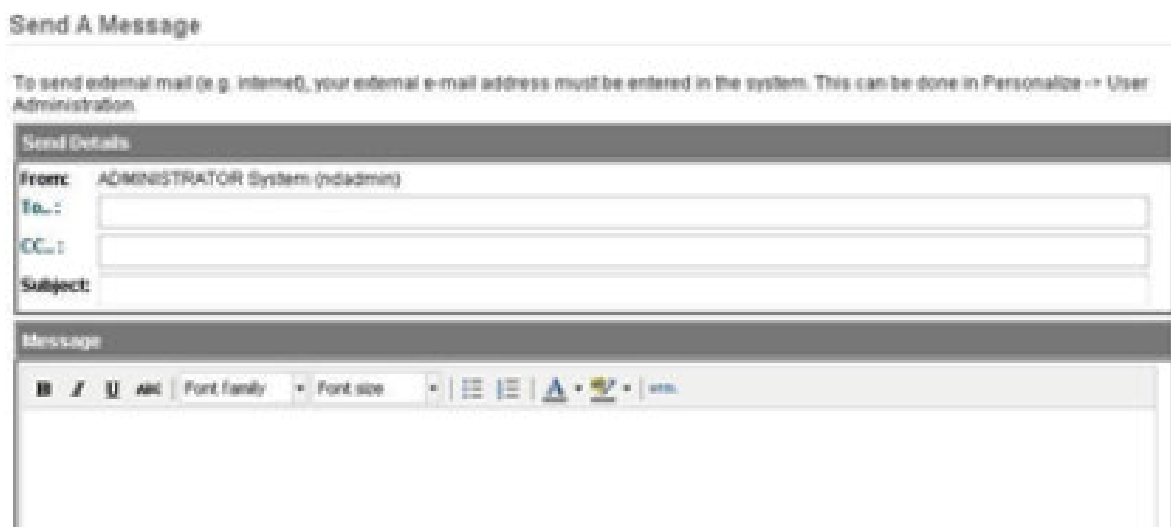 Send A Message
To send external mail (e.g. internet), your external e-mail address must be entered in the system. This can be done in Personalize -> User
Administration.
Send Details
From: ADMINISTRATOR System (ndadmin)
To...:
CC...:
Subject:
Message
B I U ABC Font family Font size A HTML